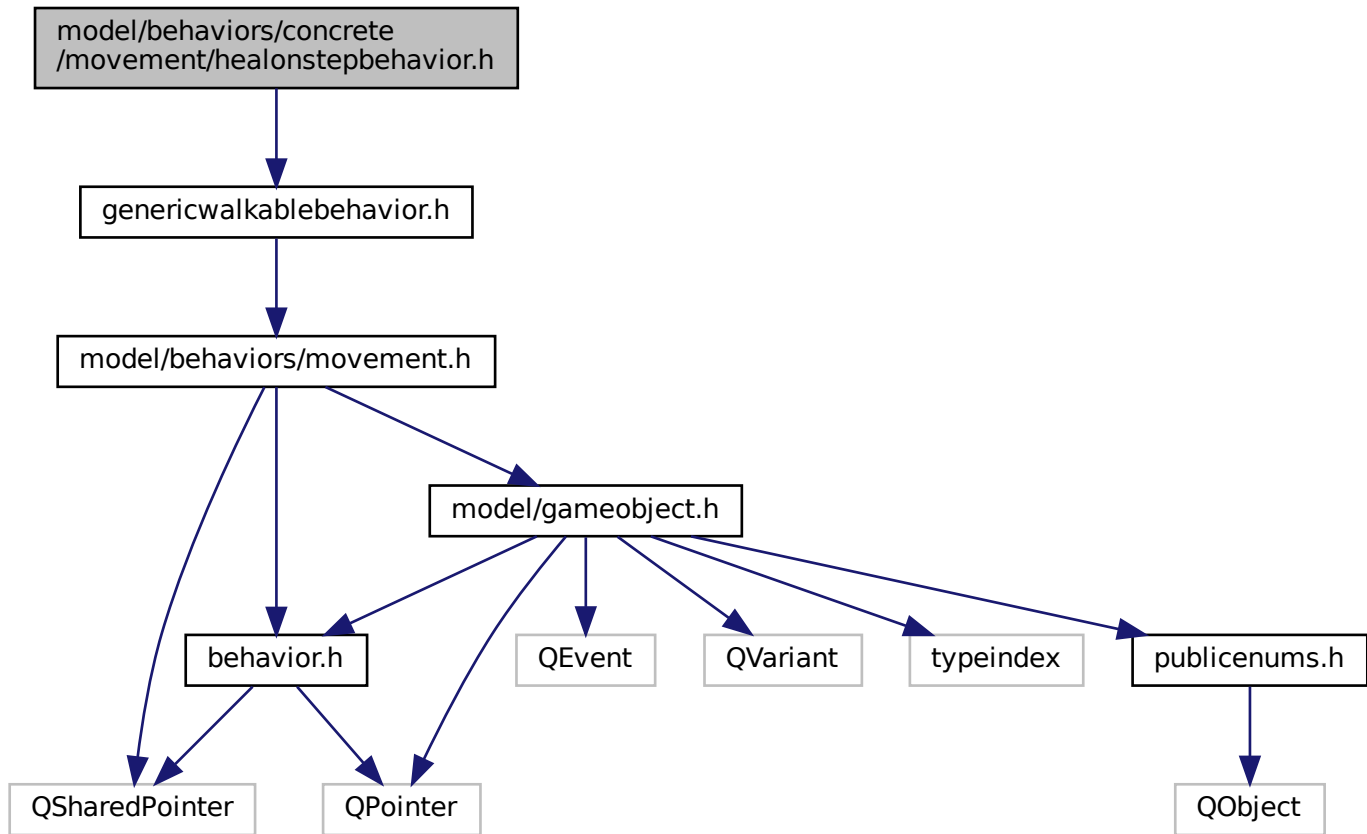 model/behaviors/concrete
/movement/healonstepbehavior.h
genericwalkablebehavior.h
model/behaviors/movement.h
model/gameobject.h
behavior.h
QEvent
QVariant
typeindex
publicenums.h
QSharedPointer
QPointer
QObject